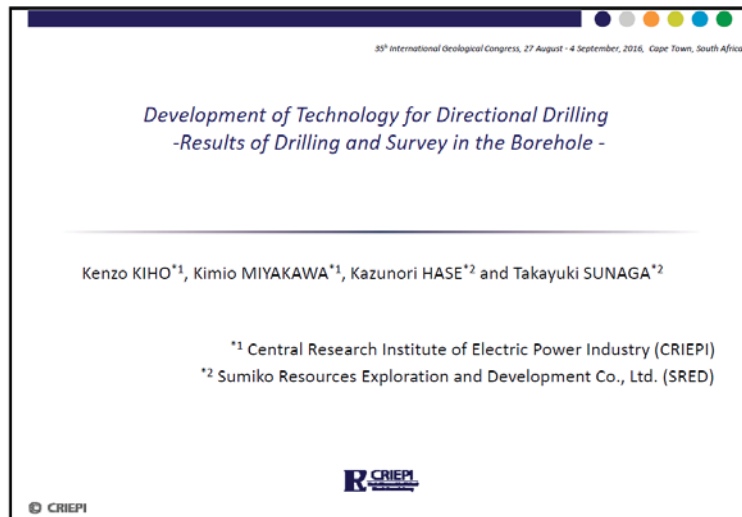 35th International Geological Congress, 27 August - 4 September, 2016, Cape Town, South Africa
Development of Technology for Directional Drilling
-Results of Drilling and Survey in the Borehole -
Kenzo KIHO*1, Kimio MIYAKAWA*1, Kazunori HASE*2 and Takayuki SUNAGA*2
*1 Central Research Institute of Electric Power Industry (CRIEPI)
*2 Sumiko Resources Exploration and Development Co., Ltd. (SRED)
R CRIEPI
© CRIEPI